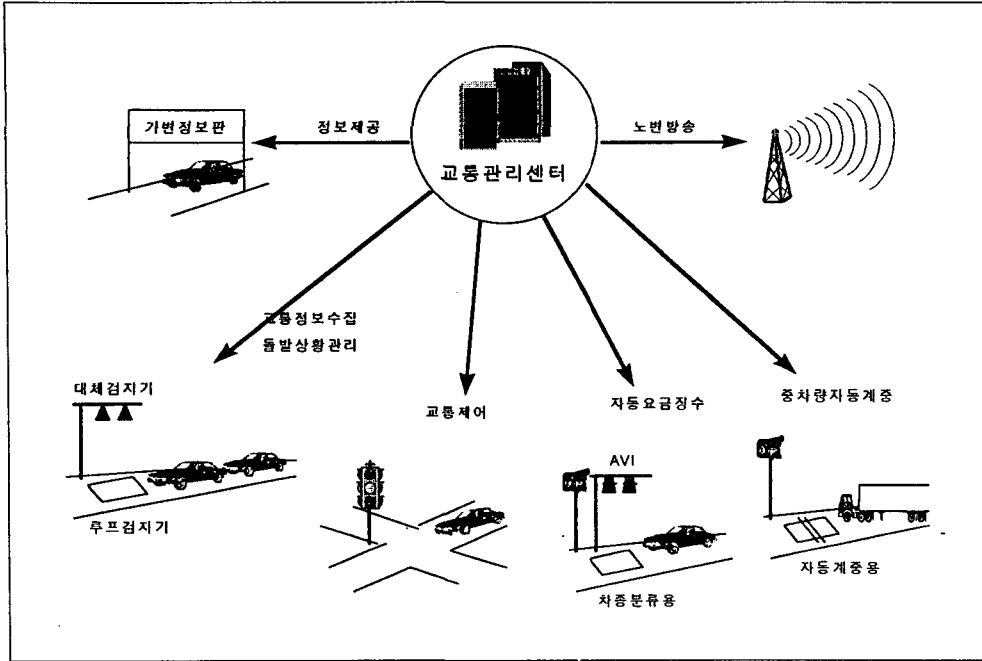 가변정보판
정보제공
노변방송
교통관리센터
교통정보수집
돌발상황관리
대체검지기
루프검지기
교통제어
자동요금징수
AVI
차종분류용
중차량자동계중
자동계중용